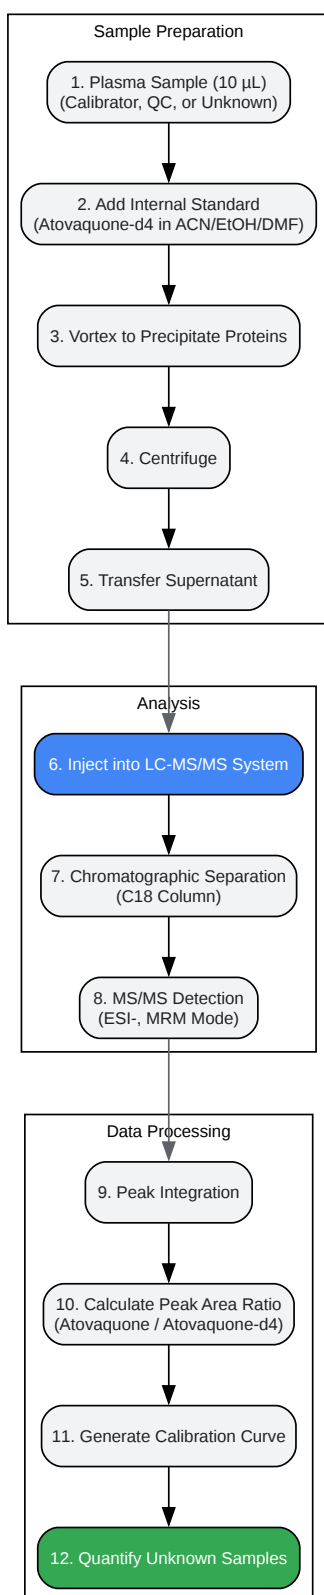 Sample Preparation
1. Plasma Sample (10 µL)
(Calibrator, QC, or Unknown)
2. Add Internal Standard
(Atovaquone-d4 in ACN/EtOH/DMF)
3. Vortex to Precipitate Proteins
4. Centrifuge
5. Transfer Supernatant
Analysis
6. Inject into LC-MS/MS System
7. Chromatographic Separation
(C18 Column)
8. MS/MS Detection
(ESI-, MRM Mode)
Data Processing
9. Peak Integration
10. Calculate Peak Area Ratio
(Atovaquone / Atovaquone-d4)
11. Generate Calibration Curve
12. Quantify Unknown Samples